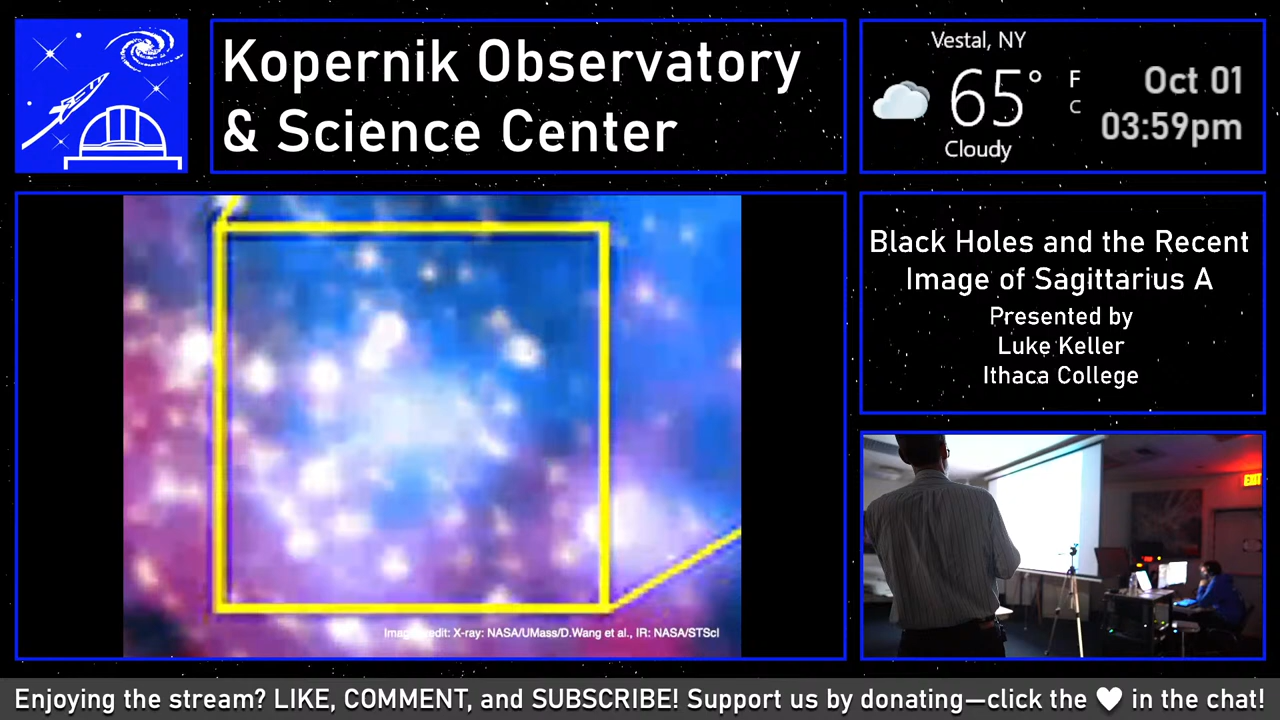 Kopernik Observatory
& Science Center
Vestal, NY
65° F
C
Cloudy
Oct 01
03:59pm
Black Holes and the Recent
Image of Sagittarius A
Presented by
Luke Keller
Ithaca College
X-ray: NASA/UMass/D.Wang et al., IR: NASA/STScI
EXIT
Enjoying the stream? LIKE, COMMENT, and SUBSCRIBE! Support us by donating—click the ♥ in the chat!